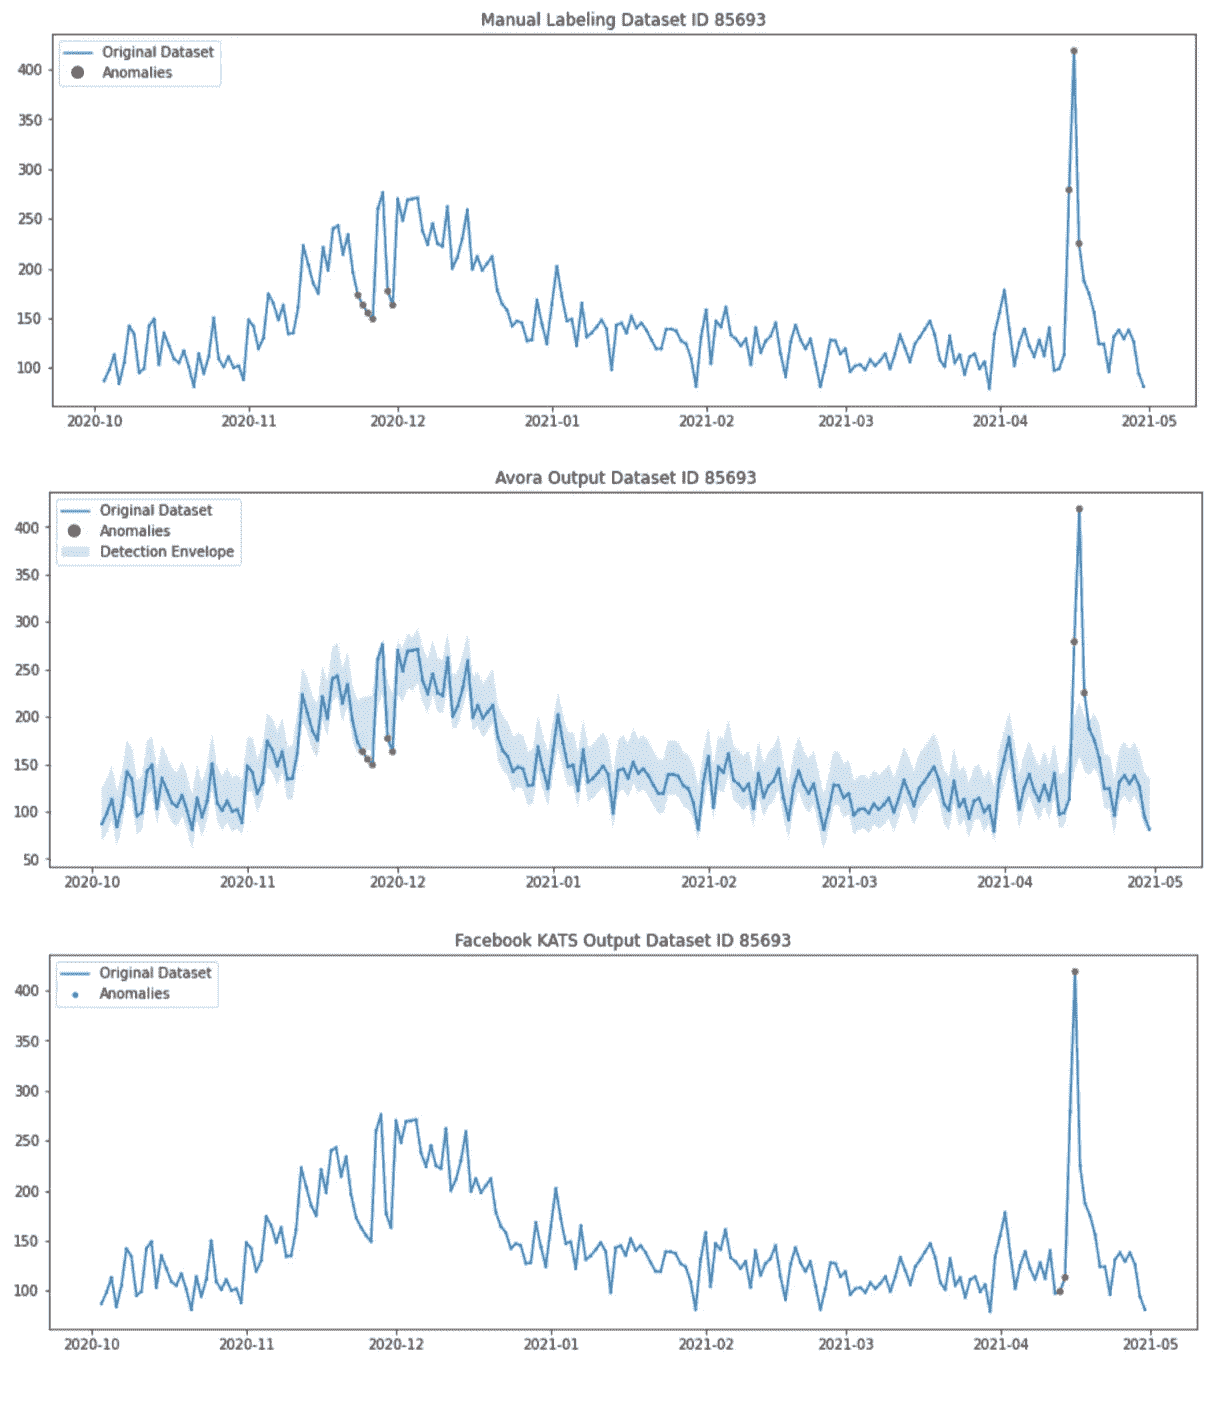 Manual Labeling Dataset ID 85693
Original Dataset
Anomalies
400
350
300
250
200
150
100
2020-10 2020-11 2020-12 2021-01 2021-02 2021-03 2021-04 2021-05
Avora Output Dataset ID 85693
Original Dataset
Anomalies
Detection Envelope
400
350
300
250
200
150
100
50
2020-10 2020-11 2020-12 2021-01 2021-02 2021-03 2021-04 2021-05
Facebook KATS Output Dataset ID 85693
Original Dataset
Anomalies
400
350
300
250
200
150
100
2020-10 2020-11 2020-12 2021-01 2021-02 2021-03 2021-04 2021-05